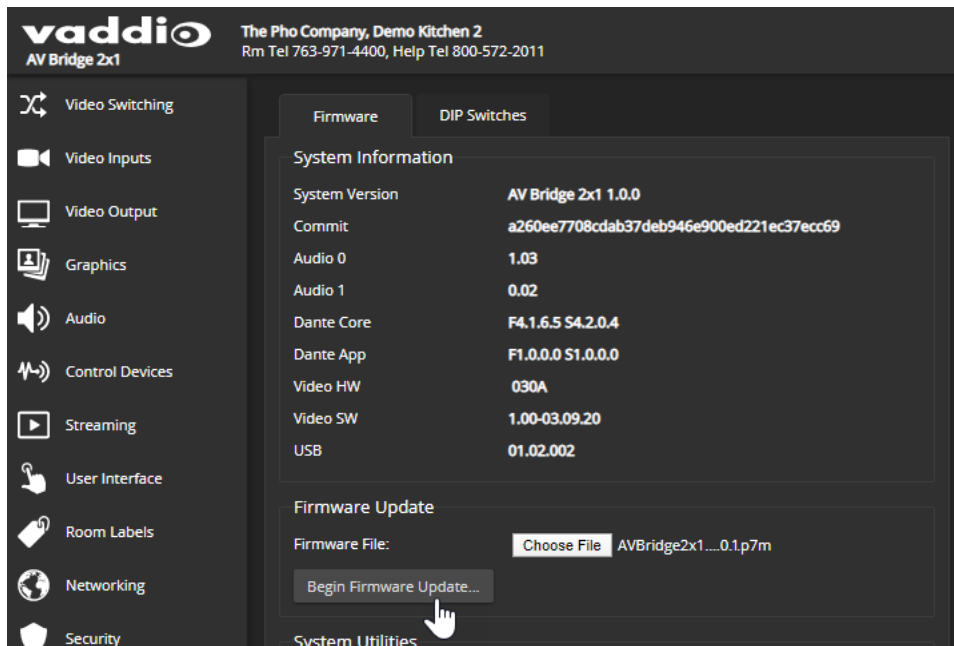 vaddio
AV Bridge 2x1
The Pho Company, Demo Kitchen 2
Rm Tel 763-971-4400, Help Tel 800-572-2011
Video Switching
Video Inputs
Video Output
Graphics
Audio
Control Devices
Streaming
User Interface
Room Labels
Networking
Security
Firmware DIP Switches
System Information
System Version AV Bridge 2x1 1.0.0
Commit a260ee7708cdab37deb946e900ed221ec37ecc69
Audio 0 1.03
Audio 1 0.02
Dante Core F4.1.6.5 S4.2.0.4
Dante App F1.0.0.0 S1.0.0.0
Video HW 030A
Video SW 1.00-03.09.20
USB 01.02.002
Firmware Update
Firmware File: Choose File AVBridge2x1....0.1.p7m
Begin Firmware Update...
System Utilities